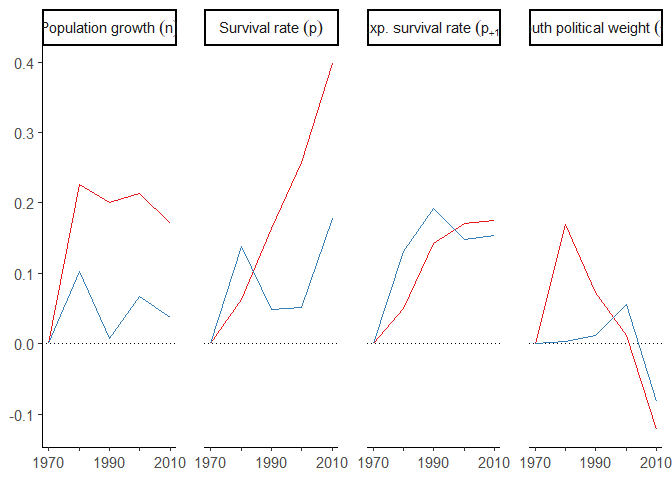 Population growth (n)
Survival rate (p)
xp. survival rate (p+1
uth political weight (
0.4
0.3
0.2
0.1
0.0
-0.1
1970 1990 2010
1970 1990 2010
1970 1990 2010
1970 1990 2010